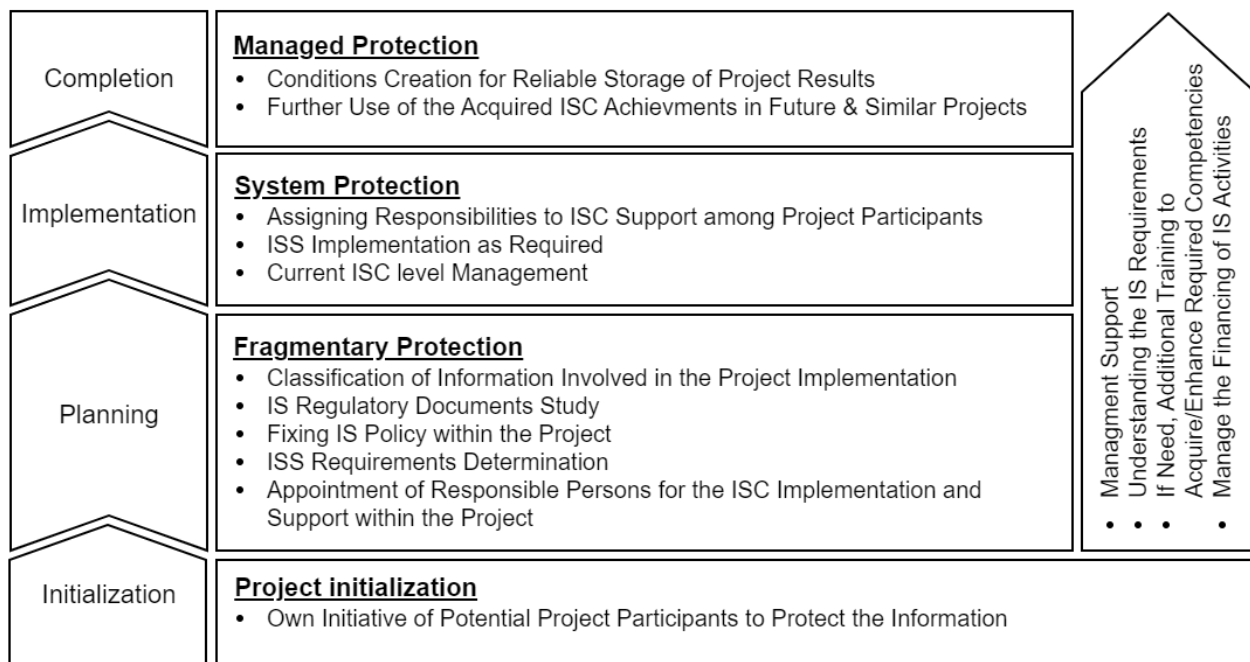 Completion
Managed Protection
• Conditions Creation for Reliable Storage of Project Results
• Further Use of the Acquired ISC Achievments in Future & Similar Projects
Implementation
System Protection
• Assigning Responsibilities to ISC Support among Project Participants
• ISS Implementation as Required
• Current ISC level Management
Planning
Fragmentary Protection
• Classification of Information Involved in the Project Implementation
• IS Regulatory Documents Study
• Fixing IS Policy within the Project
• ISS Requirements Determination
• Appointment of Responsible Persons for the ISC Implementation and
Support within the Project
Initialization
Project initialization
• Own Initiative of Potential Project Participants to Protect the Information
• Managment Support
• Understanding the IS Requirements
• If Need, Additional Training to
Acquire/Enhance Required Competencies
• Manage the Financing of IS Activities